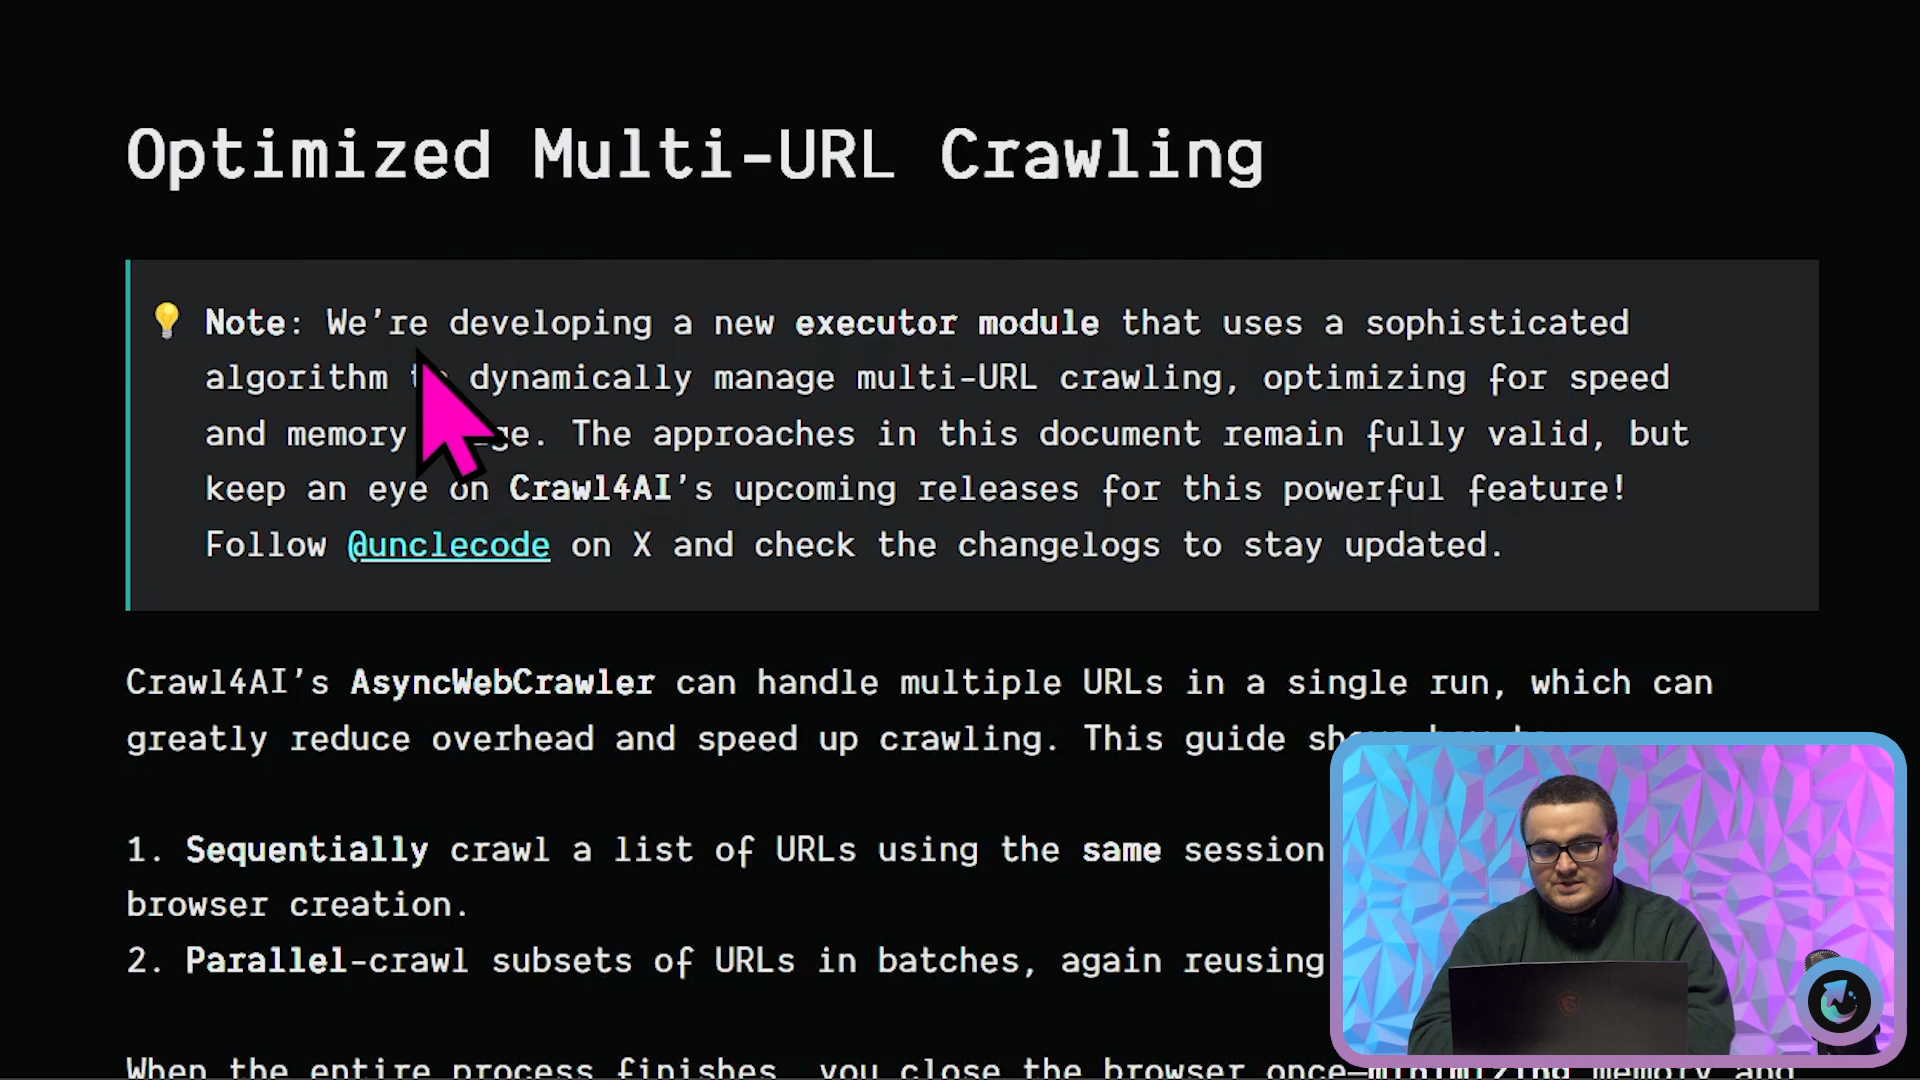 Optimized Multi-URL Crawling
💡 Note: We're developing a new executor module that uses a sophisticated
algorithm dynamically manage multi-URL crawling, optimizing for speed
and memory The approaches in this document remain fully valid, but
keep an eye on Crawl4AI's upcoming releases for this powerful feature!
Follow @unclecode on X and check the changelogs to stay updated.
Crawl4AI's AsyncWebCrawler can handle multiple URLs in a single run, which can
greatly reduce overhead and speed up crawling. This guide
1. Sequentially crawl a list of URLs using the same session
browser creation.
2. Parallel-crawl subsets of URLs in batches, again reusing
When the entire process finishes, you close the browser once—minimizing memory and